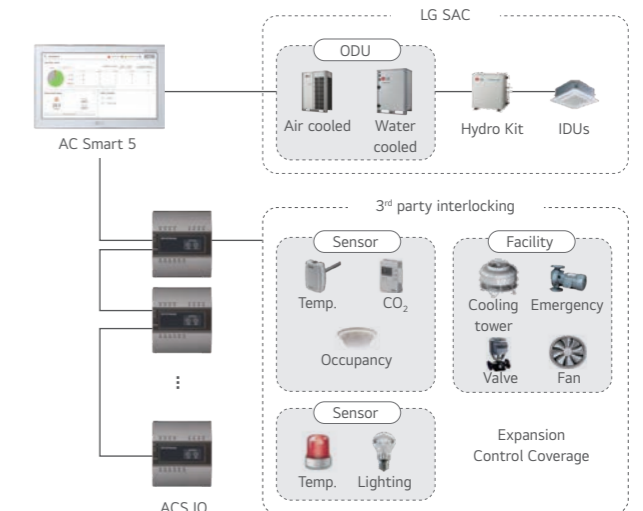 LG SAC
ODU
Air cooled
Water
cooled
Hydro Kit
IDUs
AC Smart 5
3rd party interlocking
Sensor
Temp.
CO2
Occupancy
Facility
Cooling
tower
Emergency
Valve
Fan
Sensor
Temp.
Lighting
Expansion
Control Coverage
ACS IO